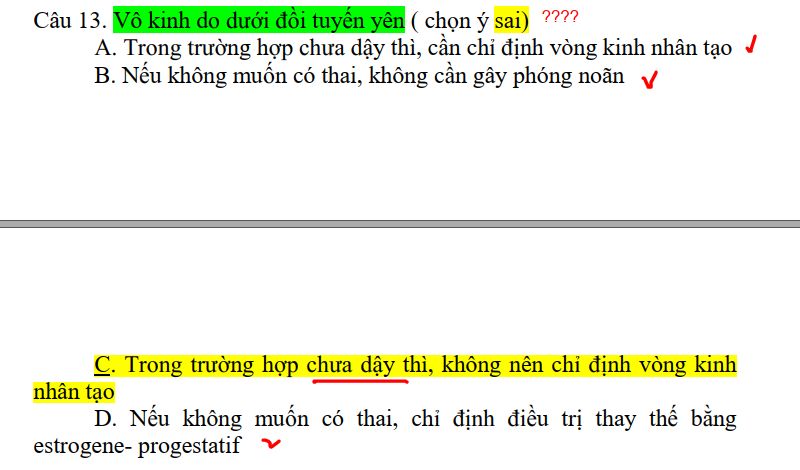 Câu 13. Vô kinh do dưới đồi tuyến yên ( chọn ý sai) ????
A. Trong trường hợp chưa dậy thì, cần chỉ định vòng kinh nhân tạo
B. Nếu không muốn có thai, không cần gây phóng noãn
C. Trong trường hợp chưa dậy thì, không nên chỉ định vòng kinh
nhân tạo
D. Nếu không muốn có thai, chỉ định điều trị thay thế bằng
estrogene- progestatif